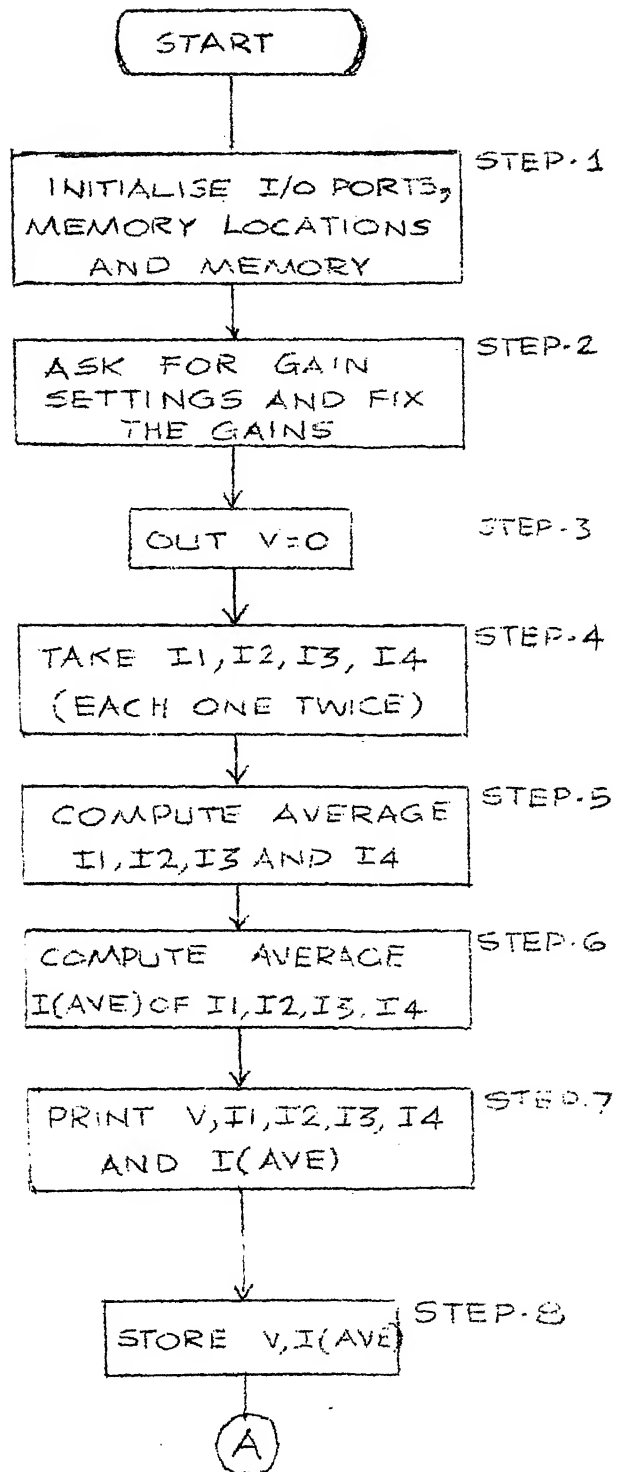 START
STEP.1
INITIALISE I/O PORTS,
MEMORY LOCATIONS
AND MEMORY
STEP.2
ASK FOR GAIN
SETTINGS AND FIX
THE GAINS
STEP.3
OUT V=0
STEP.4
TAKE I1, I2, I3, I4
(EACH ONE TWICE)
STEP.5
COMPUTE AVERAGE
I1, I2, I3 AND I4
STEP.6
COMPUTE AVERAGE
I(AVE) OF I1, I2, I3, I4
STEP.7
PRINT V, I1, I2, I3, I4
AND I(AVE)
STEP.8
STORE V, I(AVE)
A